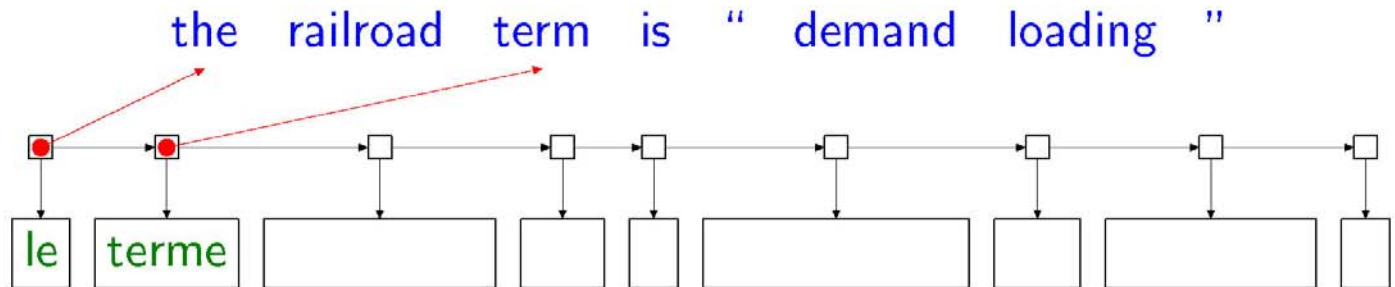 the railroad term is “ demand loading ”
le terme